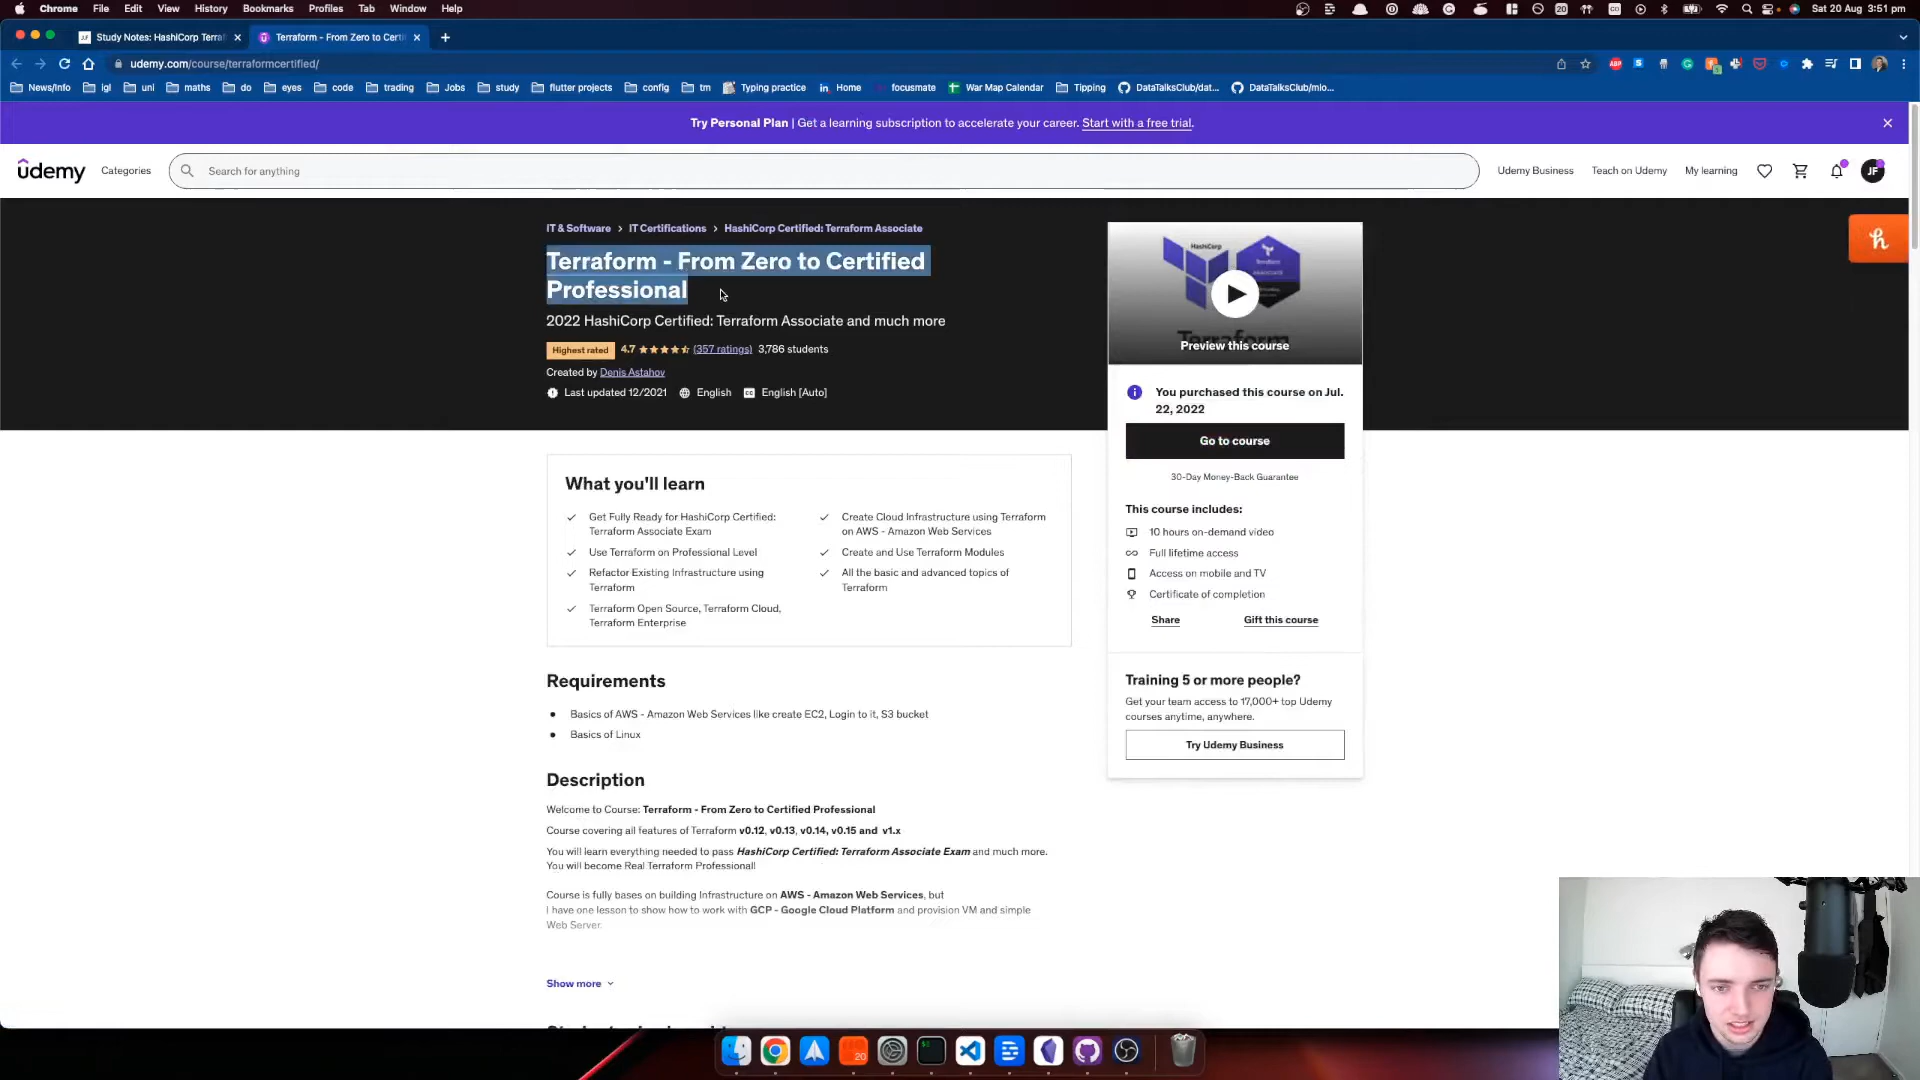 Chrome File Edit View History Bookmarks Profiles Tab Window Help
20
Sat 20 Aug 3:51 pm
Study Notes: HashiCorp Terra
Terraform - From Zero to Certi
udemy.com/course/terraformcertified/
News/Info lgl uni maths do eyes code trading Jobs study flutter projects config tm Typing practice Home focusmate War Map Calendar Tipping DataTalksClub/dat... DataTalksClub/mlo...
Try Personal Plan | Get a learning subscription to accelerate your career. Start with a free trial.
udemy
Categories
Search for anything
Udemy Business
Teach on Udemy
My learning
JF
IT & Software > IT Certifications > HashiCorp Certified: Terraform Associate
Terraform - From Zero to Certified
Professional
2022 HashiCorp Certified: Terraform Associate and much more
Highest rated 4.7 (357 ratings) 3,786 students
Created by Denis Astahov
Last updated 12/2021 English English [Auto]
HashiCorp
Terraform
Preview this course
You purchased this course on Jul.
22, 2022
Go to course
30-Day Money-Back Guarantee
This course includes:
10 hours on-demand video
Full lifetime access
Access on mobile and TV
Certificate of completion
Share
Gift this course
Training 5 or more people?
Get your team access to 17,000+ top Udemy
courses anytime, anywhere.
Try Udemy Business
h
What you'll learn
Get Fully Ready for HashiCorp Certified:
Terraform Associate Exam
Use Terraform on Professional Level
Refactor Existing Infrastructure using
Terraform
Terraform Open Source, Terraform Cloud,
Terraform Enterprise
Create Cloud Infrastructure using Terraform
on AWS - Amazon Web Services
Create and Use Terraform Modules
All the basic and advanced topics of
Terraform
Requirements
Basics of AWS - Amazon Web Services like create EC2, Login to it, S3 bucket
Basics of Linux
Description
Welcome to Course: Terraform - From Zero to Certified Professional
Course covering all features of Terraform v0.12, v0.13, v0.14, v0.15 and v1.x
You will learn everything needed to pass HashiCorp Certified: Terraform Associate Exam and much more.
You will become Real Terraform Professional!
Course is fully bases on building Infrastructure on AWS - Amazon Web Services, but
I have one lesson to show how to work with GCP - Google Cloud Platform and provision VM and simple
Web Server.
Show more
20